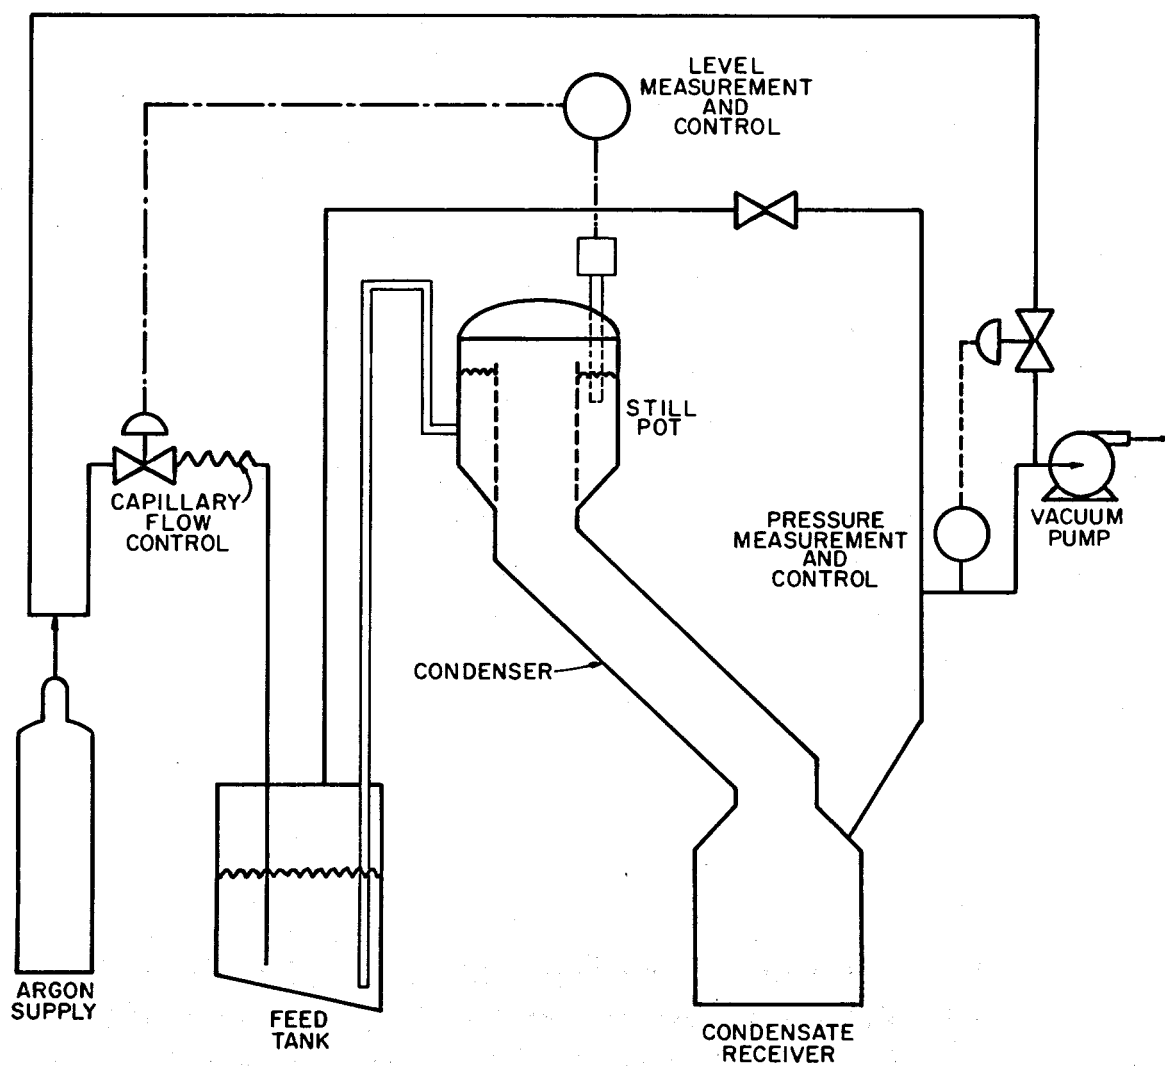 LEVEL
MEASUREMENT
AND
CONTROL
STILL
POT
CAPILLARY
FLOW
CONTROL
PRESSURE
MEASUREMENT
AND
CONTROL
VACUUM
PUMP
CONDENSER
ARGON
SUPPLY
FEED
TANK
CONDENSATE
RECEIVER